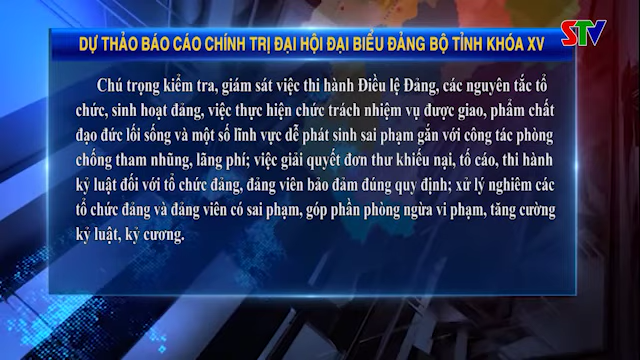 STV
DỰ THẢO BÁO CÁO CHÍNH TRỊ ĐẠI HỘI ĐẠI BIỂU ĐẢNG BỘ TỈNH KHÓA XV
Chú trọng kiểm tra, giám sát việc thi hành Điều lệ Đảng, các nguyên tắc tổ
chức, sinh hoạt đảng, việc thực hiện chức trách nhiệm vụ được giao, phẩm chất
đạo đức lối sống và một số lĩnh vực dễ phát sinh sai phạm gắn với công tác phòng
chống tham nhũng, lãng phí; việc giải quyết đơn thư khiếu nại, tố cáo, thi hành
kỷ luật đối với tổ chức đảng, đảng viên bảo đảm đúng quy định; xử lý nghiêm các
tổ chức đảng và đảng viên có sai phạm, góp phần phòng ngừa vi phạm, tăng cường
kỷ luật, kỷ cương.